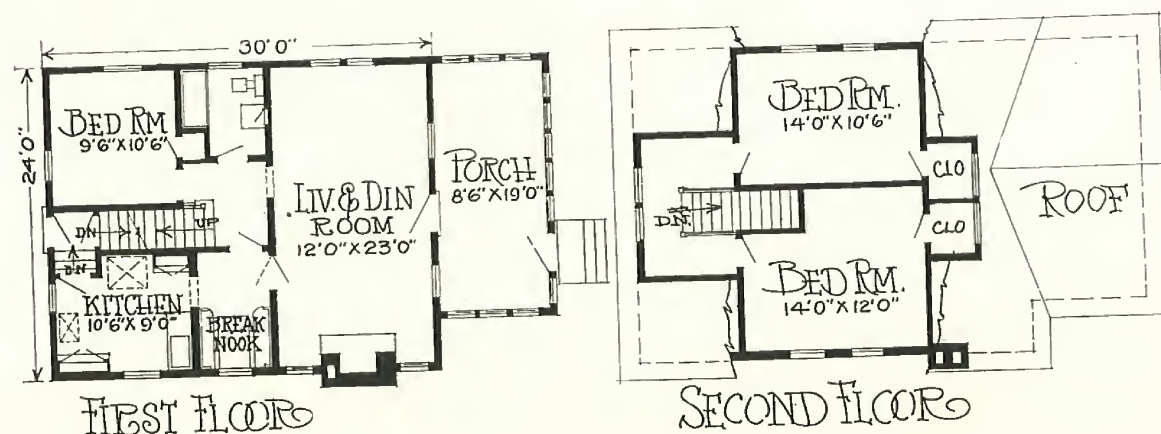 30'0"
24'0"
BED RM
9'6"X10'6"
LIV. & DIN
ROOM
12'0"X23'0"
PORCH
8'6"X19'0"
DN
UP
DN
KITCHEN
10'6"X9'0"
BREAK
NOOK
FIRST FLOOR
BED RM.
14'0"X10'6"
CLO
DN.
CLO
ROOF
BED RM.
14'0"X12'0"
SECOND FLOOR